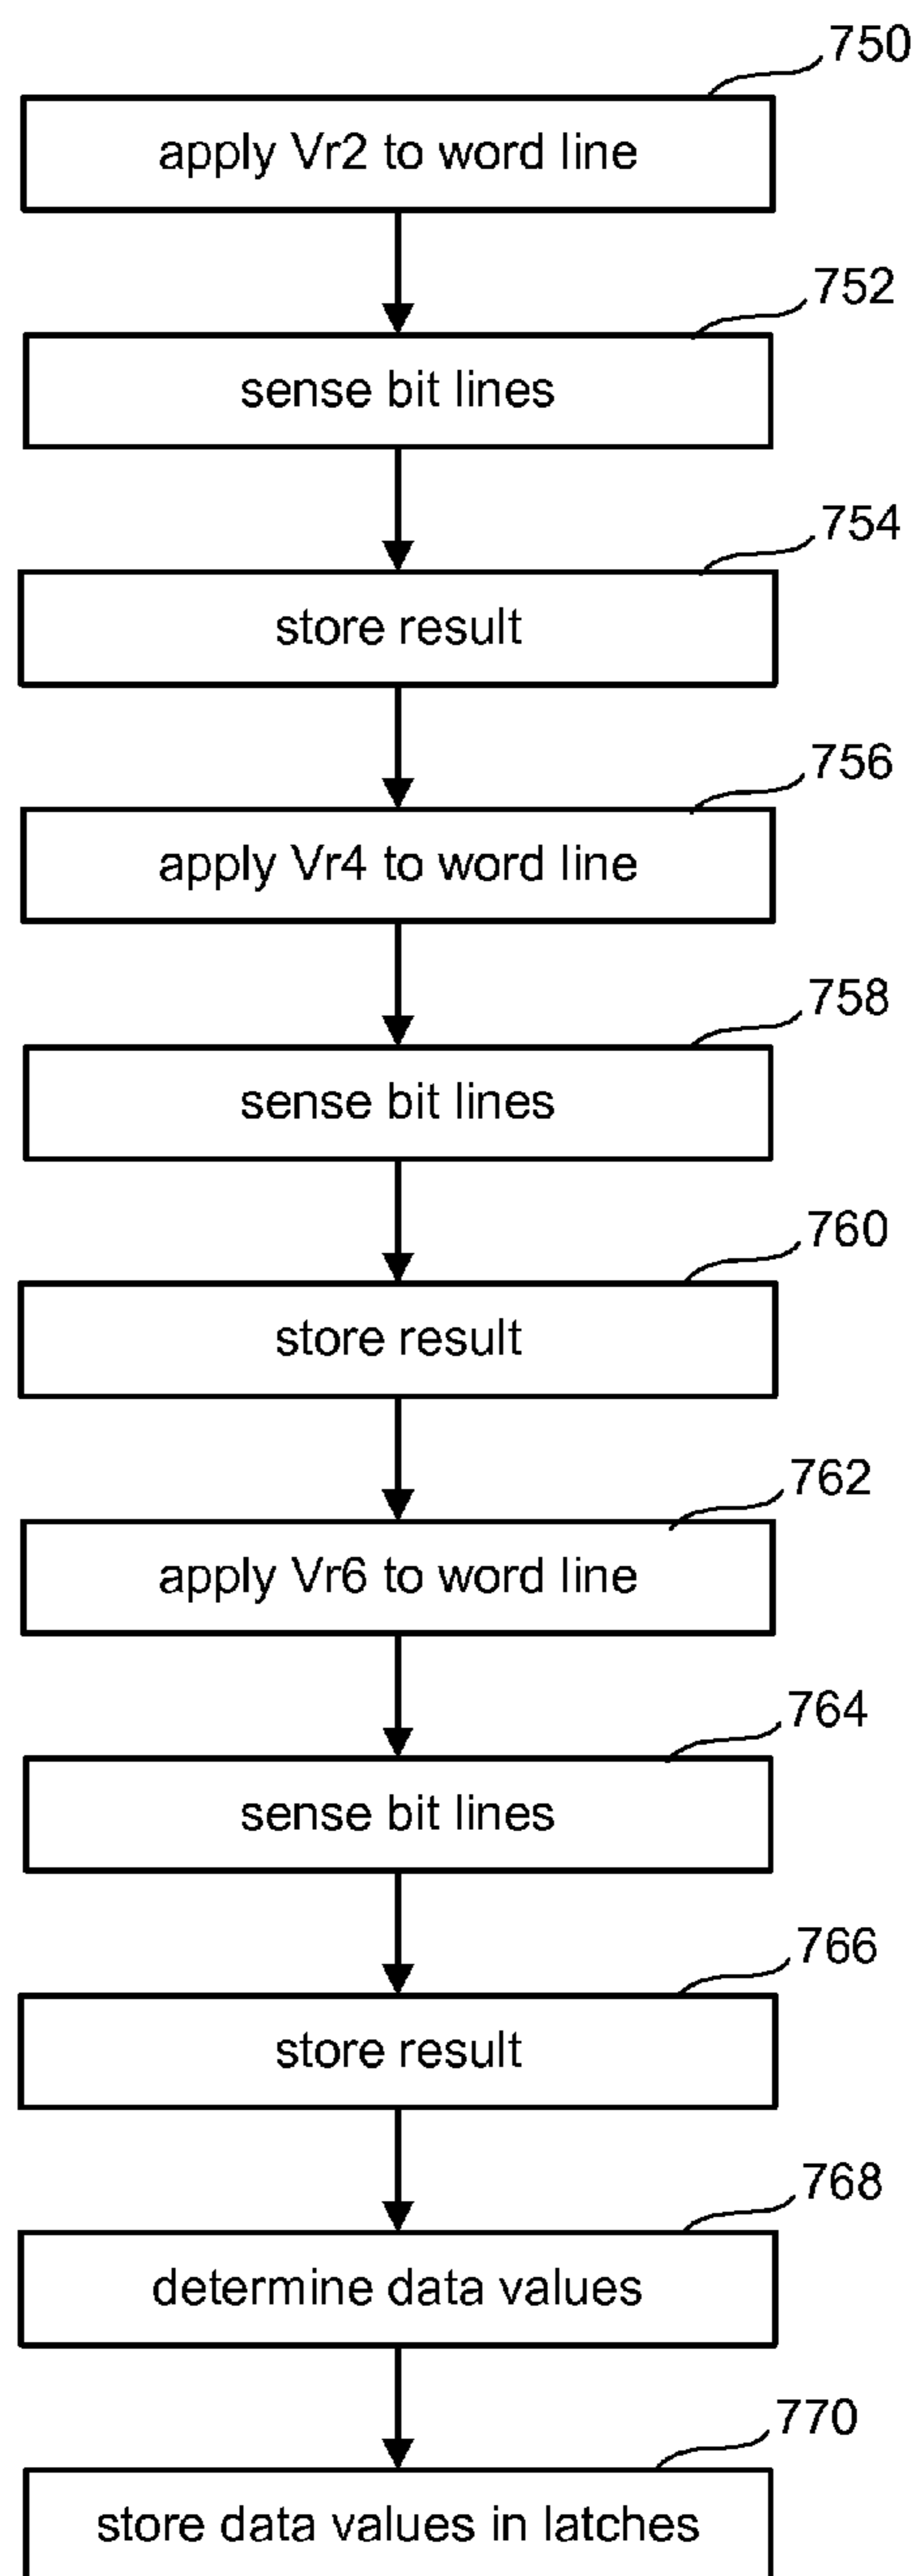 750
apply Vr2 to word line
752
sense bit lines
754
store result
756
apply Vr4 to word line
758
sense bit lines
760
store result
762
apply Vr6 to word line
764
sense bit lines
766
store result
768
determine data values
770
store data values in latches